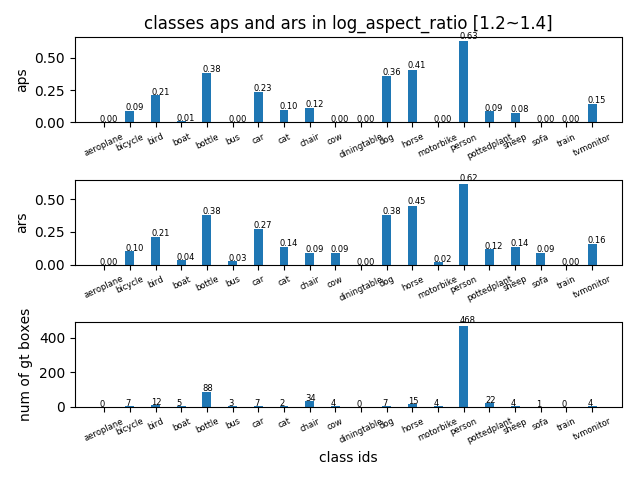 classes aps and ars in log_aspect_ratio [1.2~1.4]
aps
0.50
0.25
0.00
0.00 0.09 0.21 0.01 0.38 0.00 0.23 0.10 0.12 0.00 0.00 0.36 0.41 0.00 0.63 0.09 0.08 0.00 0.00 0.15
aeroplane bicycle bird boat bottle bus car cat chair cow diningtable dog horse motorbike person pottedplant sheep sofa train tvmonitor
ars
0.50
0.25
0.00
0.00 0.10 0.21 0.04 0.38 0.03 0.27 0.14 0.09 0.09 0.00 0.38 0.45 0.02 0.62 0.12 0.14 0.09 0.00 0.16
aeroplane bicycle bird boat bottle bus car cat chair cow diningtable dog horse motorbike person pottedplant sheep sofa train tvmonitor
num of gt boxes
400
200
0
0 7 12 5 88 3 7 2 34 4 0 7 15 4 468 22 4 1 0 4
aeroplane bicycle bird boat bottle bus car cat chair cow diningtable dog horse motorbike person pottedplant sheep sofa train tvmonitor
class ids